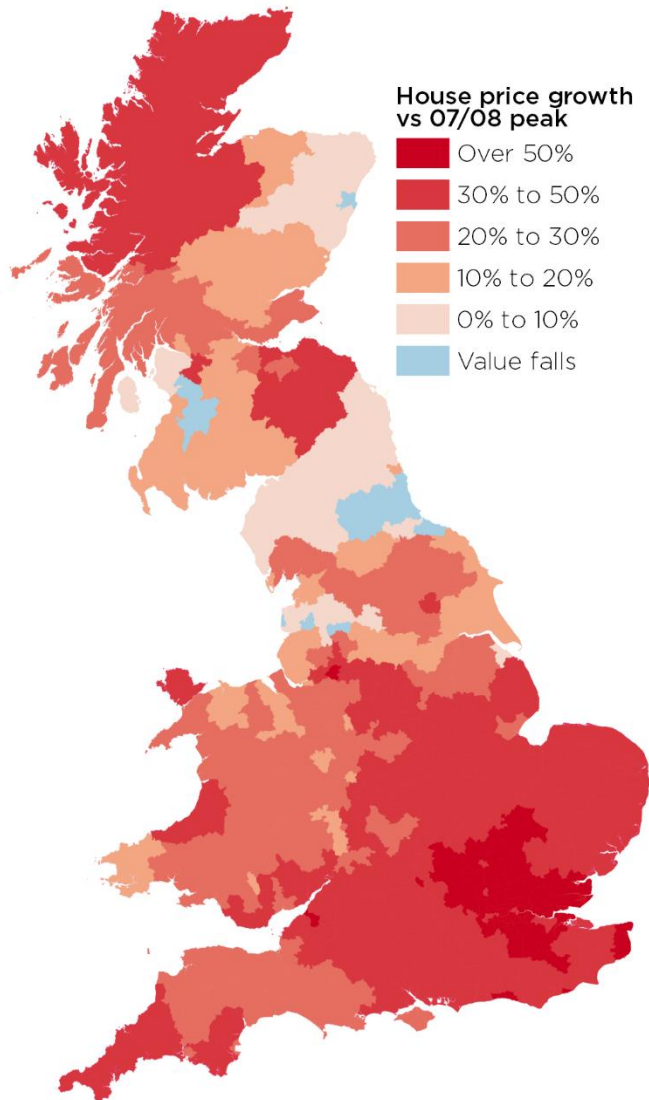 House price growth
vs 07/08 peak
Over 50%
30% to 50%
20% to 30%
10% to 20%
0% to 10%
Value falls